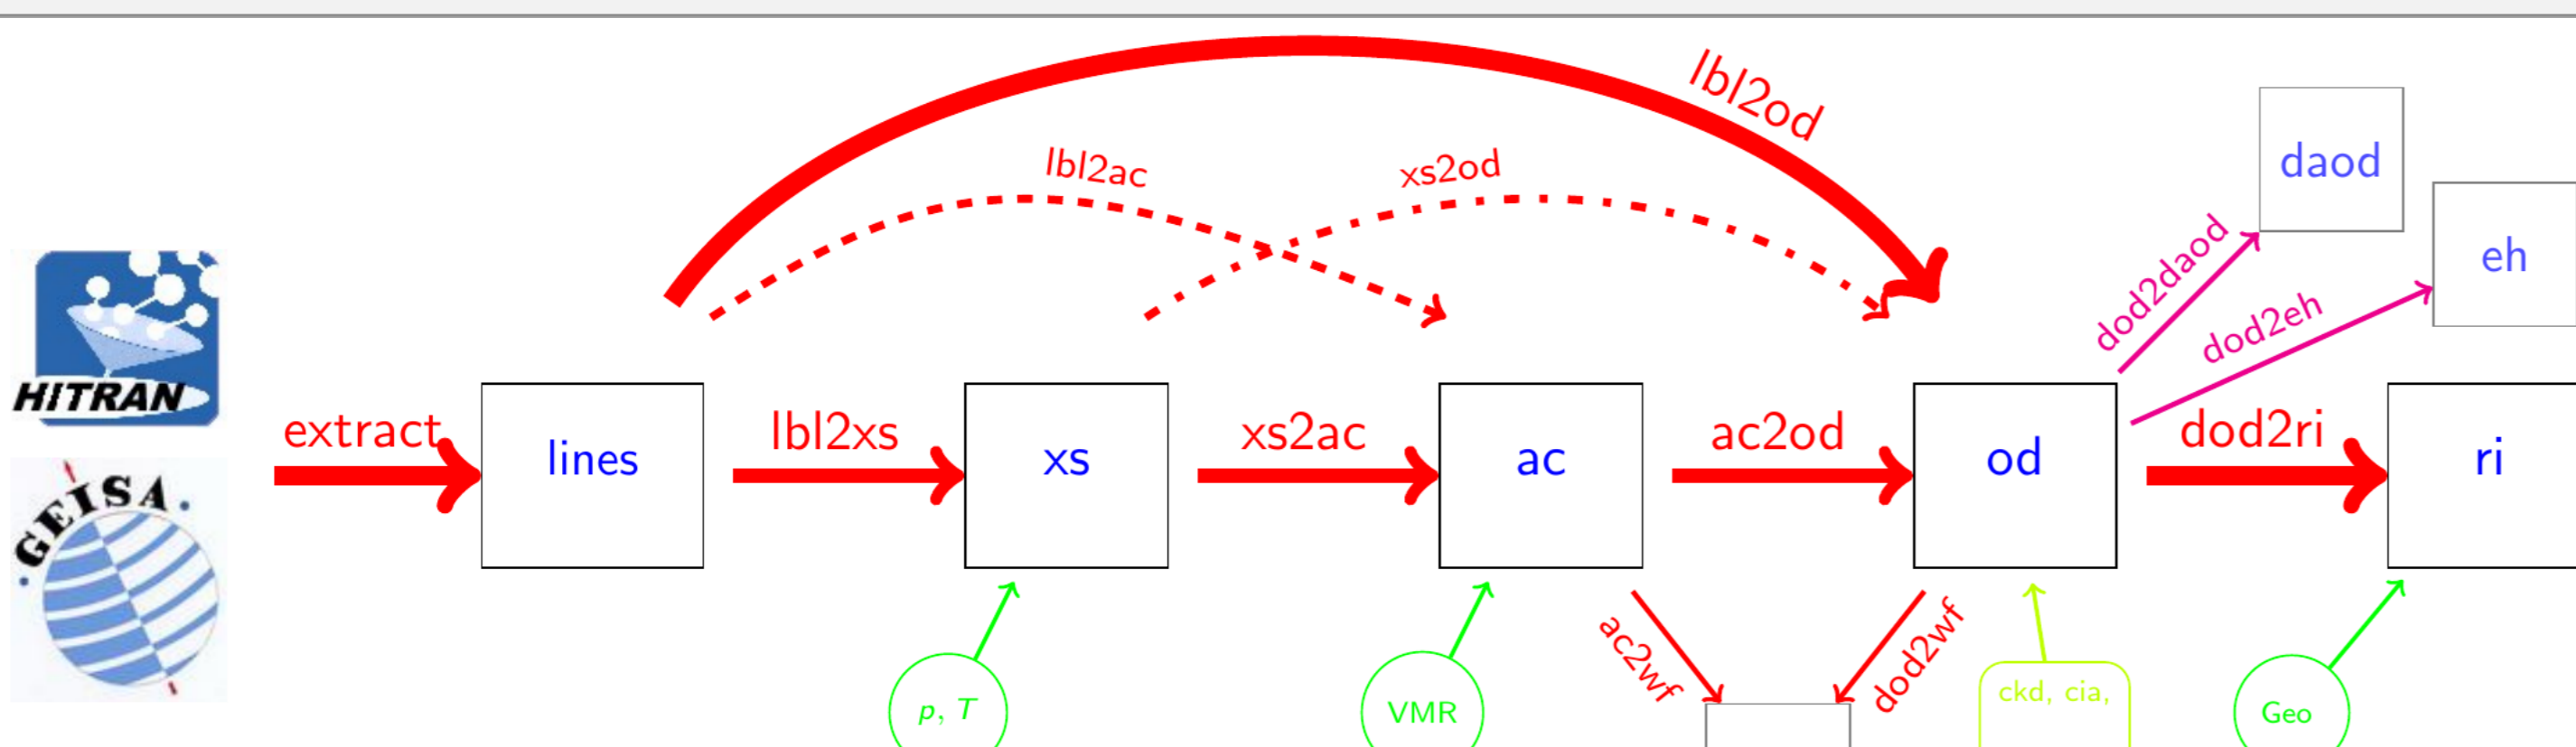 lbl2od
lbl2ac
xs2od
daod
eh
dod2daod
dod2eh
HITRAN
GEISA
extract
lines
lbl2xs
xs
xs2ac
ac
ac2od
od
dod2ri
ri
ac2wf
dod2wf
p, T
VMR
ckd, cia,
Geo